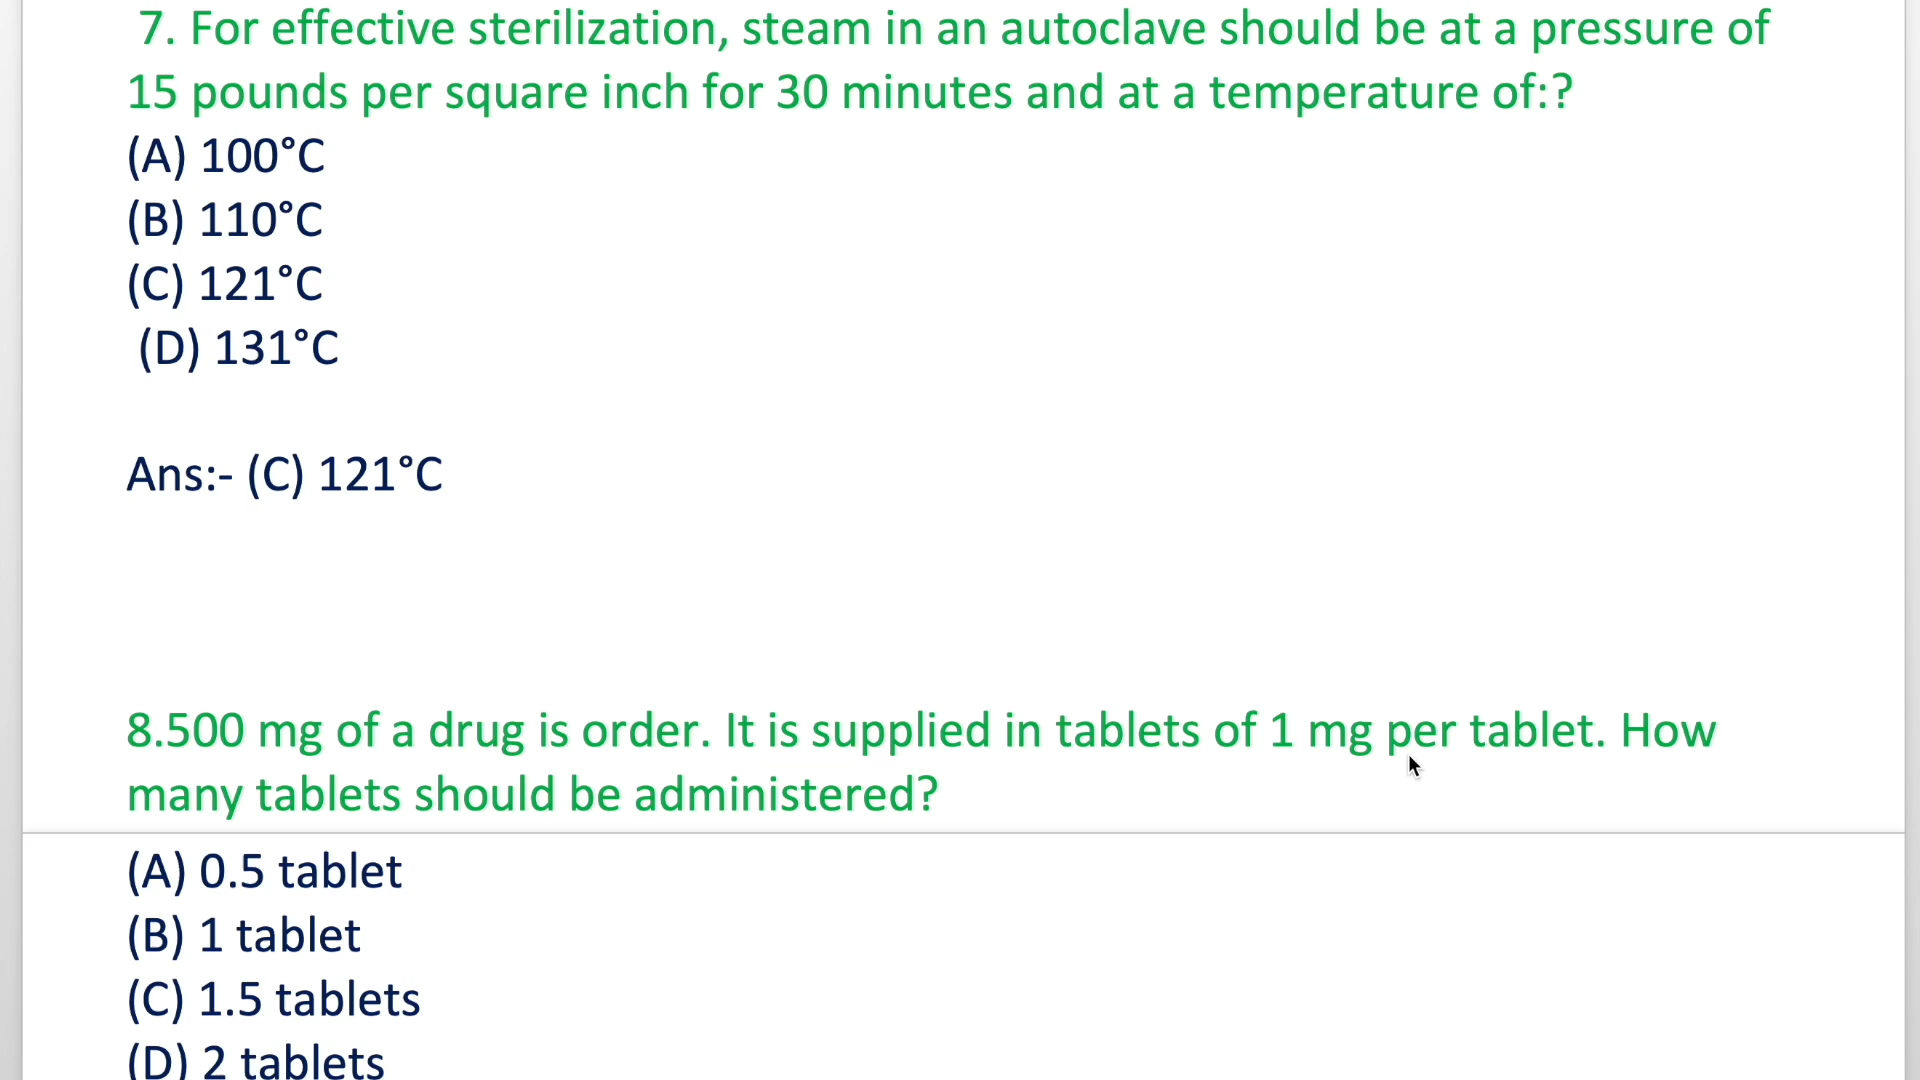 7. For effective sterilization, steam in an autoclave should be at a pressure of
15 pounds per square inch for 30 minutes and at a temperature of:?
(A) 100°C
(B) 110°C
(C) 121°C
(D) 131°C
Ans:- (C) 121°C
8.500 mg of a drug is order. It is supplied in tablets of 1 mg per tablet. How
many tablets should be administered?
(A) 0.5 tablet
(B) 1 tablet
(C) 1.5 tablets
(D) 2 tablets